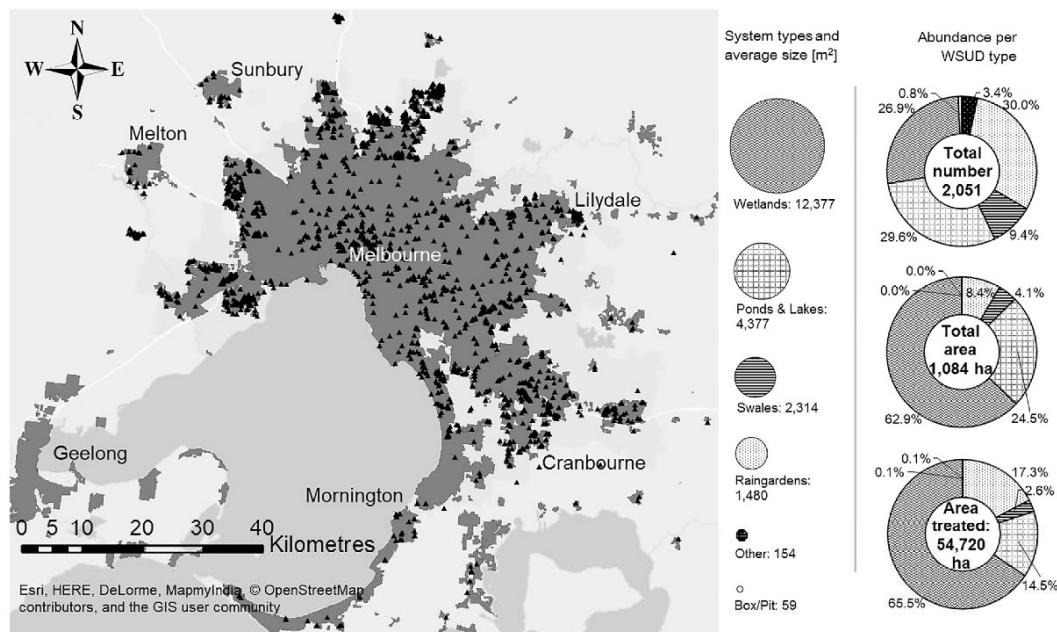 N
W E
S
Sunbury
Melton
Lilydale
Melbourne
Geelong
Cranbourne
Mornington
0 5 10 20 30 40
Kilometres
Esri, HERE, DeLorme, MapmyIndia, © OpenStreetMap
contributors, and the GIS user community
System types and
average size [m²]
Wetlands: 12,377
Ponds & Lakes:
4,377
Swales: 2,314
Raingardens:
1,480
Other: 154
Box/Pit: 59
Abundance per
WSUD type
0.8% 3.4%
26.9% 30.0%
Total
number
2,051
29.6% 9.4%
0.0%
0.0% 8.4% 4.1%
Total
area
1,084 ha
62.9% 24.5%
0.1%
0.1% 17.3%
2.6%
Area
treated:
54,720
ha
14.5%
65.5%